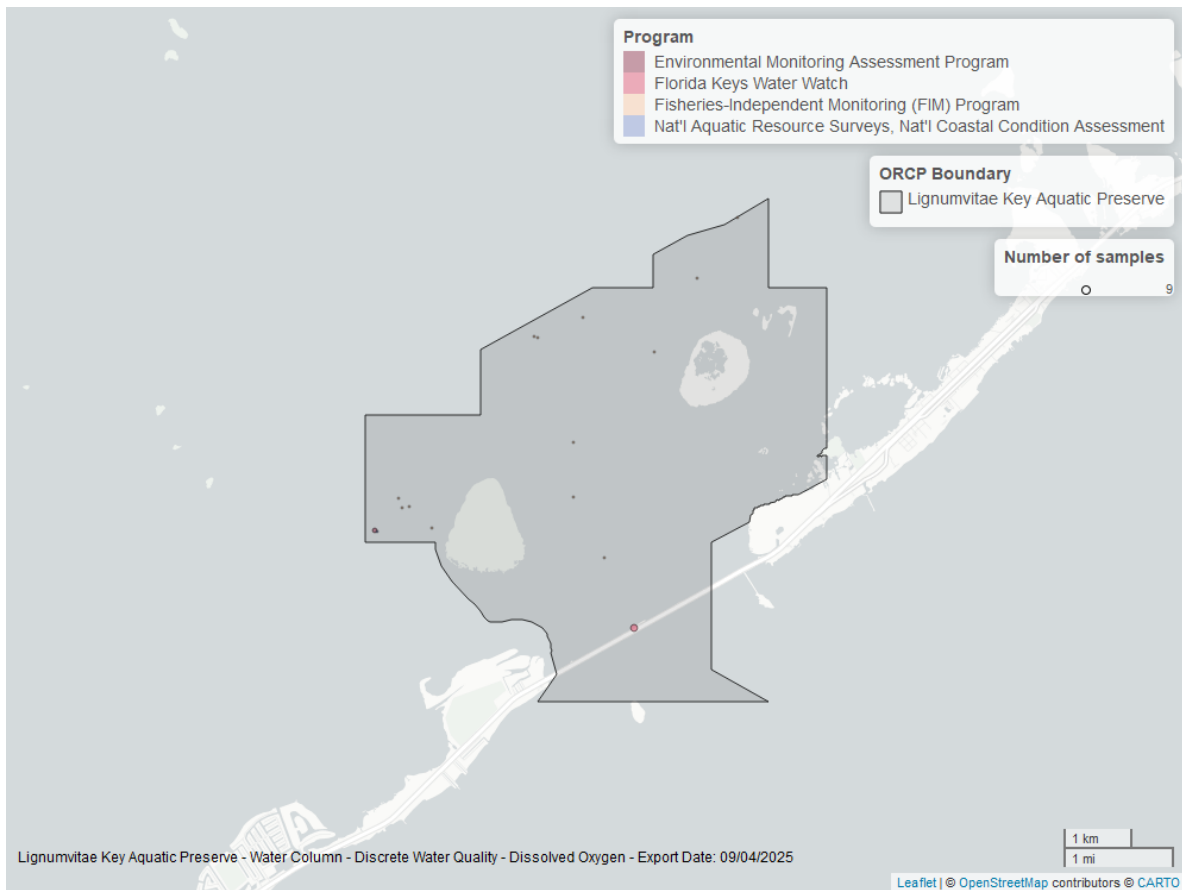 Program
Environmental Monitoring Assessment Program
Florida Keys Water Watch
Fisheries-Independent Monitoring (FIM) Program
Nat'l Aquatic Resource Surveys, Nat'l Coastal Condition Assessment
ORCP Boundary
Lignumvitae Key Aquatic Preserve
Number of samples
9
1 km
1 mi
Lignumvitae Key Aquatic Preserve - Water Column - Discrete Water Quality - Dissolved Oxygen - Export Date: 09/04/2025
Leaflet | © OpenStreetMap contributors © CARTO